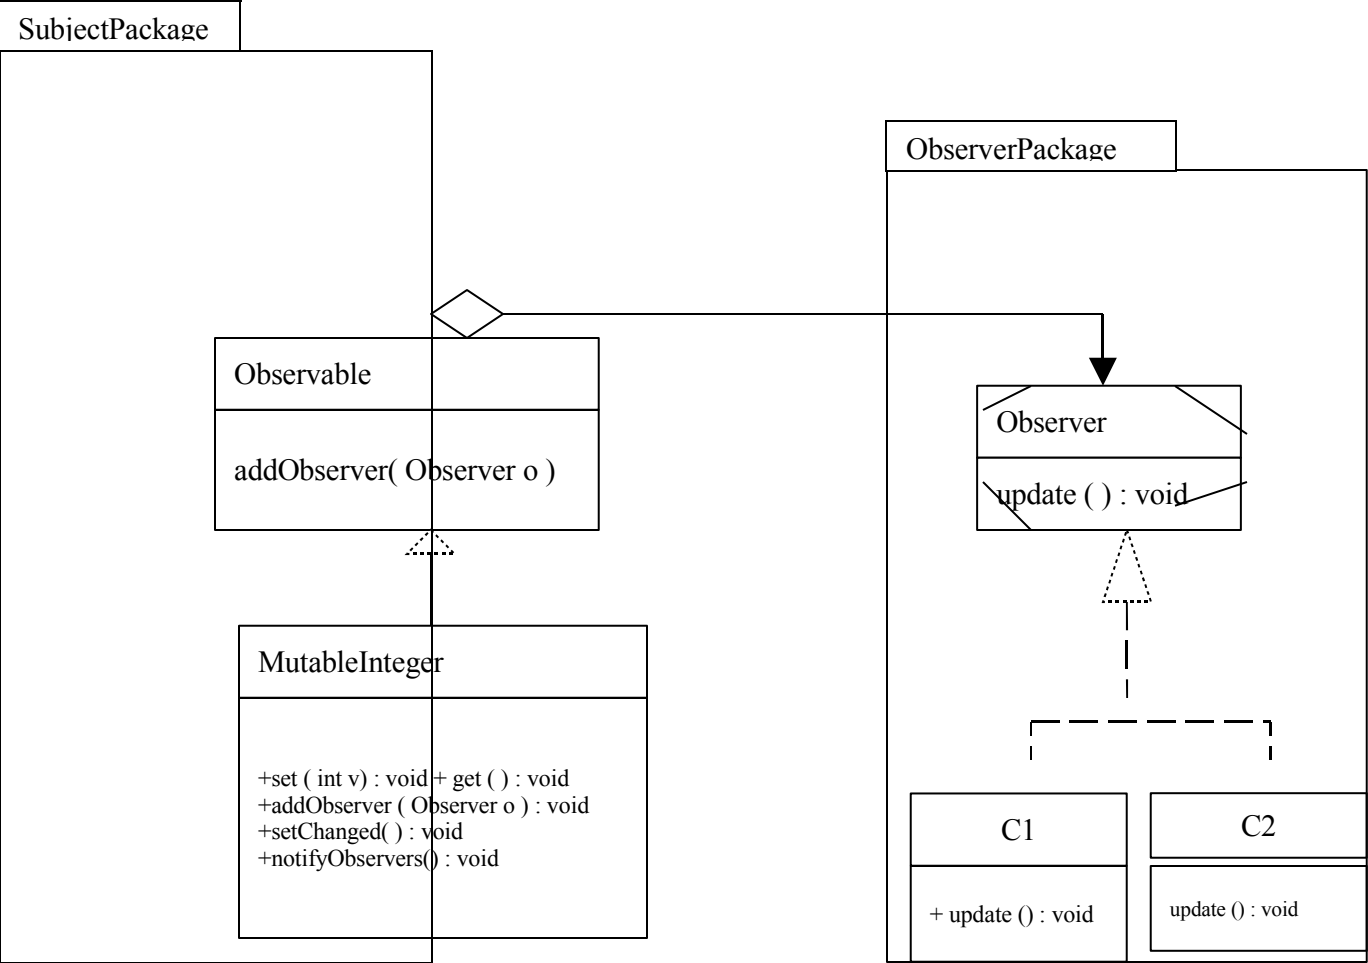 SubjectPackage
ObserverPackage
Observable
addObserver( Observer o )
Observer
update ( ) : void
MutableInteger
+set ( int v) : void + get ( ) : void
+addObserver ( Observer o ) : void
+setChanged( ) : void
+notifyObservers() : void
C1
+ update () : void
C2
update () : void